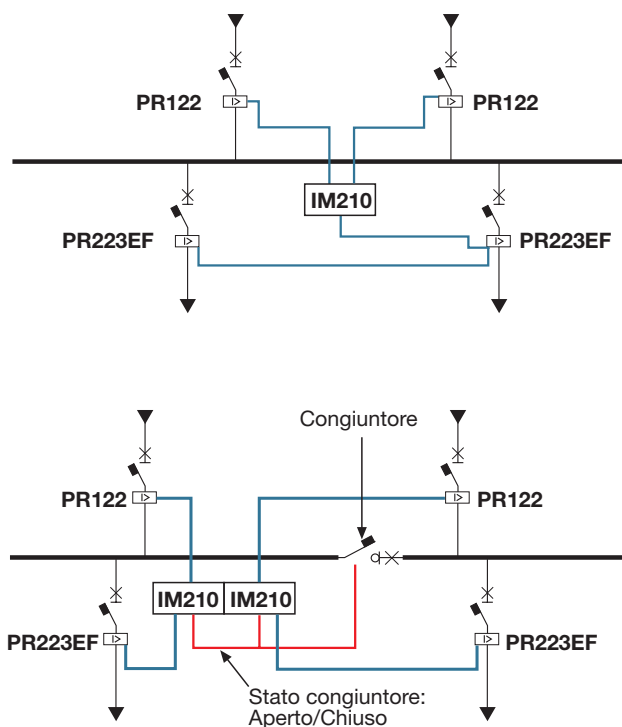 PR122
PR122
IM210
PR223EF
PR223EF
Congiuntore
PR122
PR122
IM210
IM210
PR223EF
PR223EF
Stato congiuntore:
Aperto/Chiuso